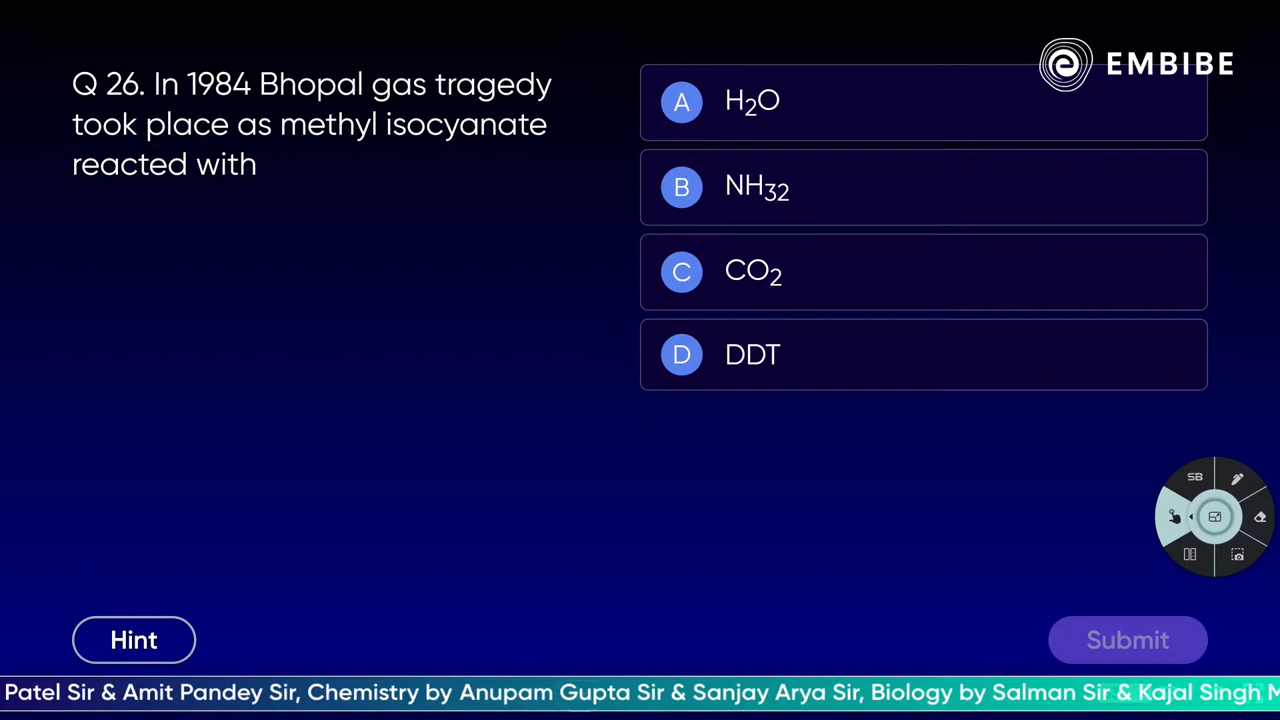 EMBIBE
Q 26. In 1984 Bhopal gas tragedy
took place as methyl isocyanate
reacted with
A H₂O
B NH₃₂
C CO₂
D DDT
SB
Hint
Submit
Patel Sir & Amit Pandey Sir, Chemistry by Anupam Gupta Sir & Sanjay Arya Sir, Biology by Salman Sir & Kajal Singh M